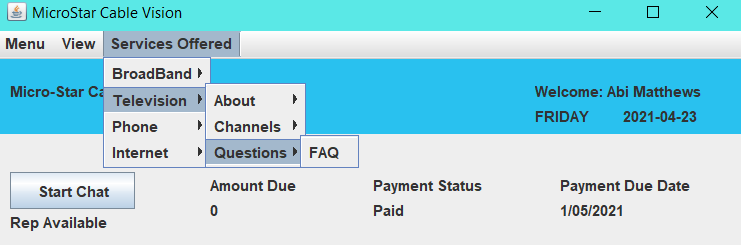 MicroStar Cable Vision
Menu View Services Offered
BroadBand
Micro-Star Ca
Television
About
Welcome: Abi Matthews
Phone
Channels
FRIDAY 2021-04-23
Internet
Questions
FAQ
Start Chat
Amount Due Payment Status Payment Due Date
0 Paid 1/05/2021
Rep Available